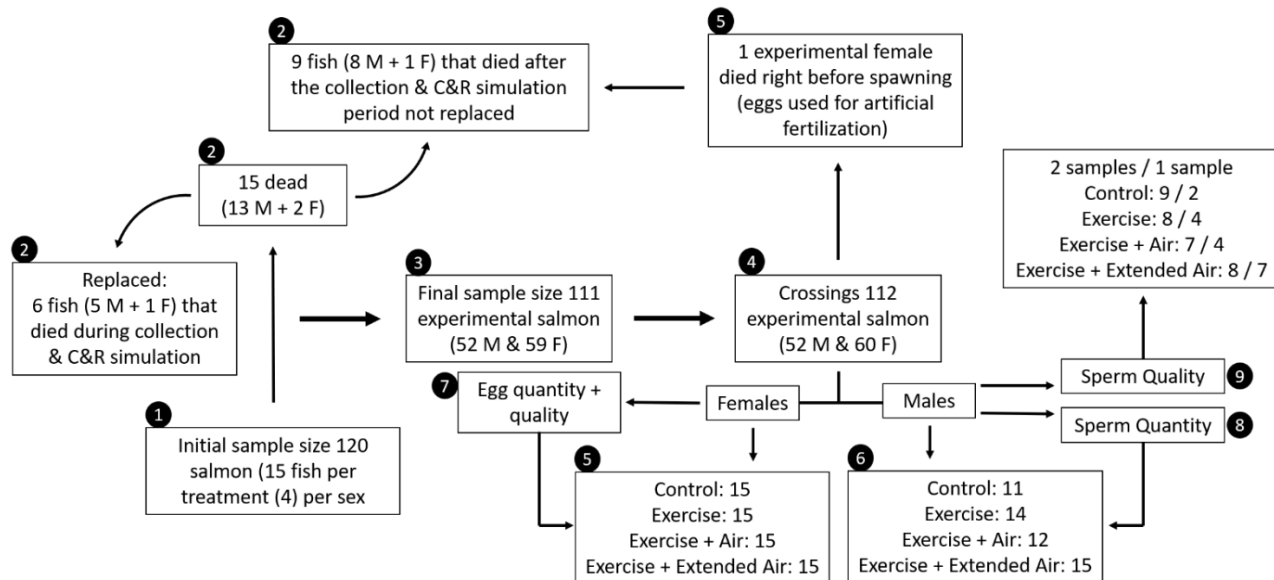 2
9 fish (8 M + 1 F) that died after
the collection & C&R simulation
period not replaced
5
1 experimental female
died right before spawning
(eggs used for artificial
fertilization)
2
15 dead
(13 M + 2 F)
2 samples / 1 sample
Control: 9 / 2
Exercise: 8 / 4
Exercise + Air: 7 / 4
Exercise + Extended Air: 8 / 7
2
Replaced:
6 fish (5 M + 1 F) that
died during collection
& C&R simulation
3
Final sample size 111
experimental salmon
(52 M & 59 F)
4
Crossings 112
experimental salmon
(52 M & 60 F)
7
Egg quantity +
quality
Females
Males
Sperm Quality
9
Sperm Quantity
8
1
Initial sample size 120
salmon (15 fish per
treatment (4) per sex
5
Control: 15
Exercise: 15
Exercise + Air: 15
Exercise + Extended Air: 15
6
Control: 11
Exercise: 14
Exercise + Air: 12
Exercise + Extended Air: 15